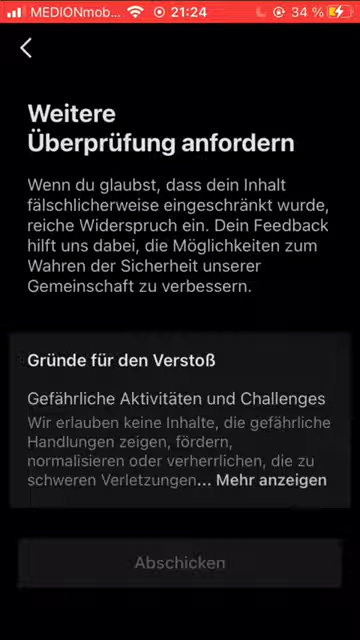 MEDIONmob... 21:24 34 %
Weitere
Überprüfung anfordern
Wenn du glaubst, dass dein Inhalt
fälschlicherweise eingeschränkt wurde,
reiche Widerspruch ein. Dein Feedback
hilft uns dabei, die Möglichkeiten zum
Wahren der Sicherheit unserer
Gemeinschaft zu verbessern.
Gründe für den Verstoß
Gefährliche Aktivitäten und Challenges
Wir erlauben keine Inhalte, die gefährliche
Handlungen zeigen, fördern,
normalisieren oder verherrlichen, die zu
schweren Verletzungen... Mehr anzeigen
Abschicken